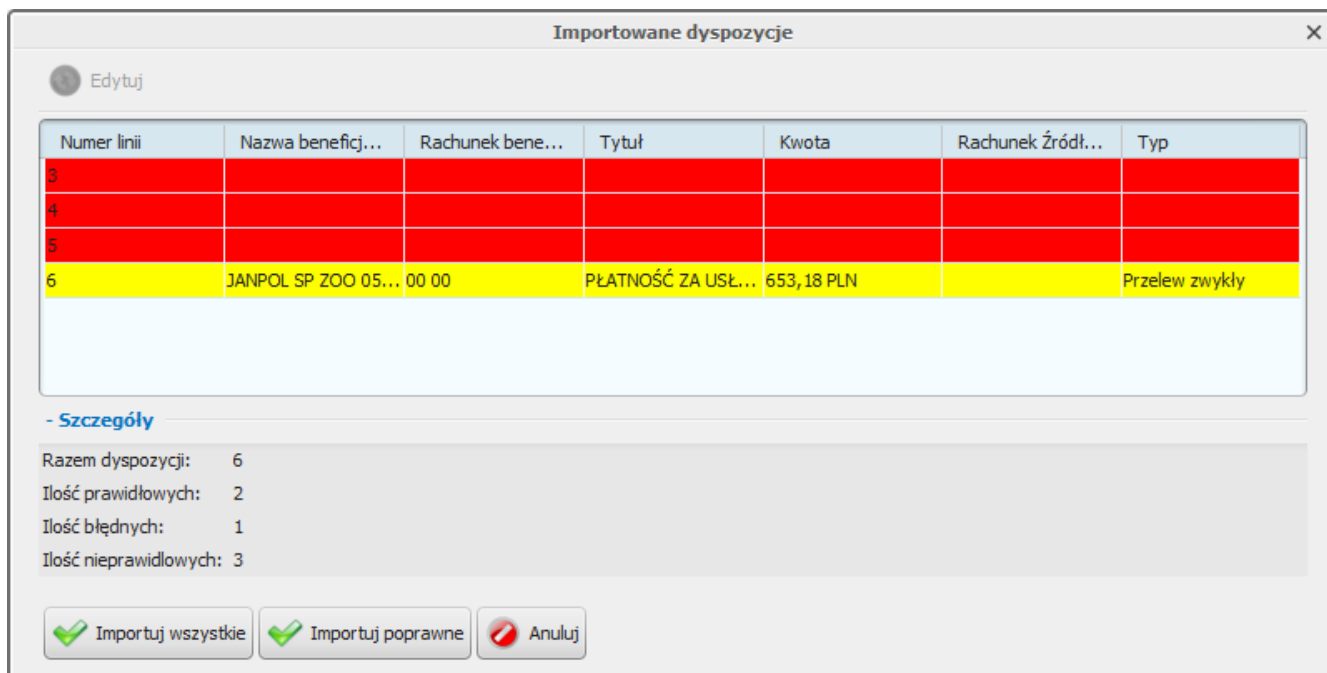 Importowane dyspozycje
Edytuj
Numer linii Nazwa beneficj... Rachunek bene... Tytuł Kwota Rachunek Źródł... Typ
3
4
5
6 JANPOL SP ZOO 05... 00 00 PŁATNOŚĆ ZA USŁ... 653,18 PLN Przelew zwykły
- Szczegóły
Razem dyspozycji: 6
Ilość prawidłowych: 2
Ilość błędnych: 1
Ilość nieprawidlowych: 3
Importuj wszystkie Importuj poprawne Anuluj